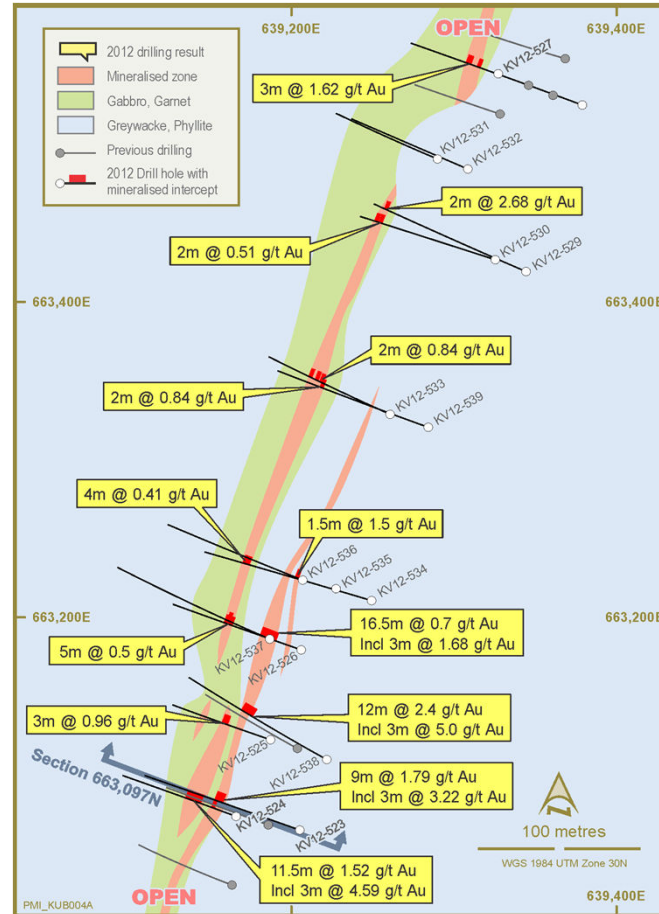 639,200E
639,400E
2012 drilling result
Mineralised zone
Gabbro, Garnet
Greywacke, Phyllite
Previous drilling
2012 Drill hole with
mineralised intercept
OPEN
KV12-527
3m @ 1.62 g/t Au
KV12-531
KV12-532
2m @ 2.68 g/t Au
2m @ 0.51 g/t Au
KV12-530
KV12-529
663,400E
663,400E
2m @ 0.84 g/t Au
2m @ 0.84 g/t Au
KV12-533
KV12-539
4m @ 0.41 g/t Au
1.5m @ 1.5 g/t Au
KV12-536
KV12-535
KV12-534
663,200E
663,200E
16.5m @ 0.7 g/t Au
Incl 3m @ 1.68 g/t Au
5m @ 0.5 g/t Au
KV12-537
KV12-526
12m @ 2.4 g/t Au
Incl 3m @ 5.0 g/t Au
3m @ 0.96 g/t Au
KV12-525
KV12-538
Section 663,097N
9m @ 1.79 g/t Au
Incl 3m @ 3.22 g/t Au
KV12-524
KV12-523
N
100 metres
WGS 1984 UTM Zone 30N
11.5m @ 1.52 g/t Au
Incl 3m @ 4.59 g/t Au
OPEN
PMI_KUB004A
639,200E
639,400E